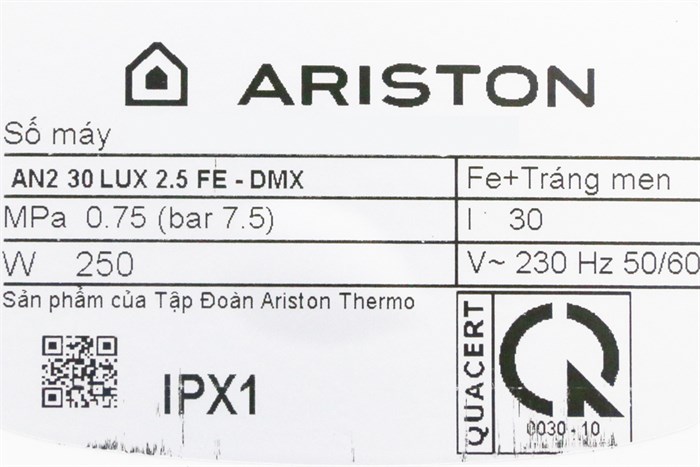 ARISTON
Số máy
AN2 30 LUX 2.5 FE - DMX
Fe+Tráng men
MPa 0.75 (bar 7.5)
l 30
W 250
V~ 230 Hz 50/60
Sản phẩm của Tập Đoàn Ariston Thermo
IPX1
QUACERT
0030 - 10